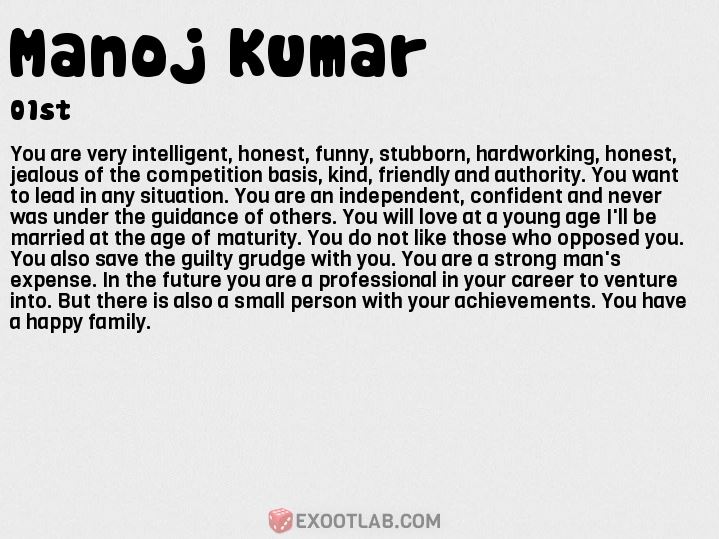 Manoj Kumar
01st
You are very intelligent, honest, funny, stubborn, hardworking, honest,
jealous of the competition basis, kind, friendly and authority. You want
to lead in any situation. You are an independent, confident and never
was under the guidance of others. You will love at a young age I'll be
married at the age of maturity. You do not like those who opposed you.
You also save the guilty grudge with you. You are a strong man's
expense. In the future you are a professional in your career to venture
into. But there is also a small person with your achievements. You have
a happy family.
EXOOTLAB.COM